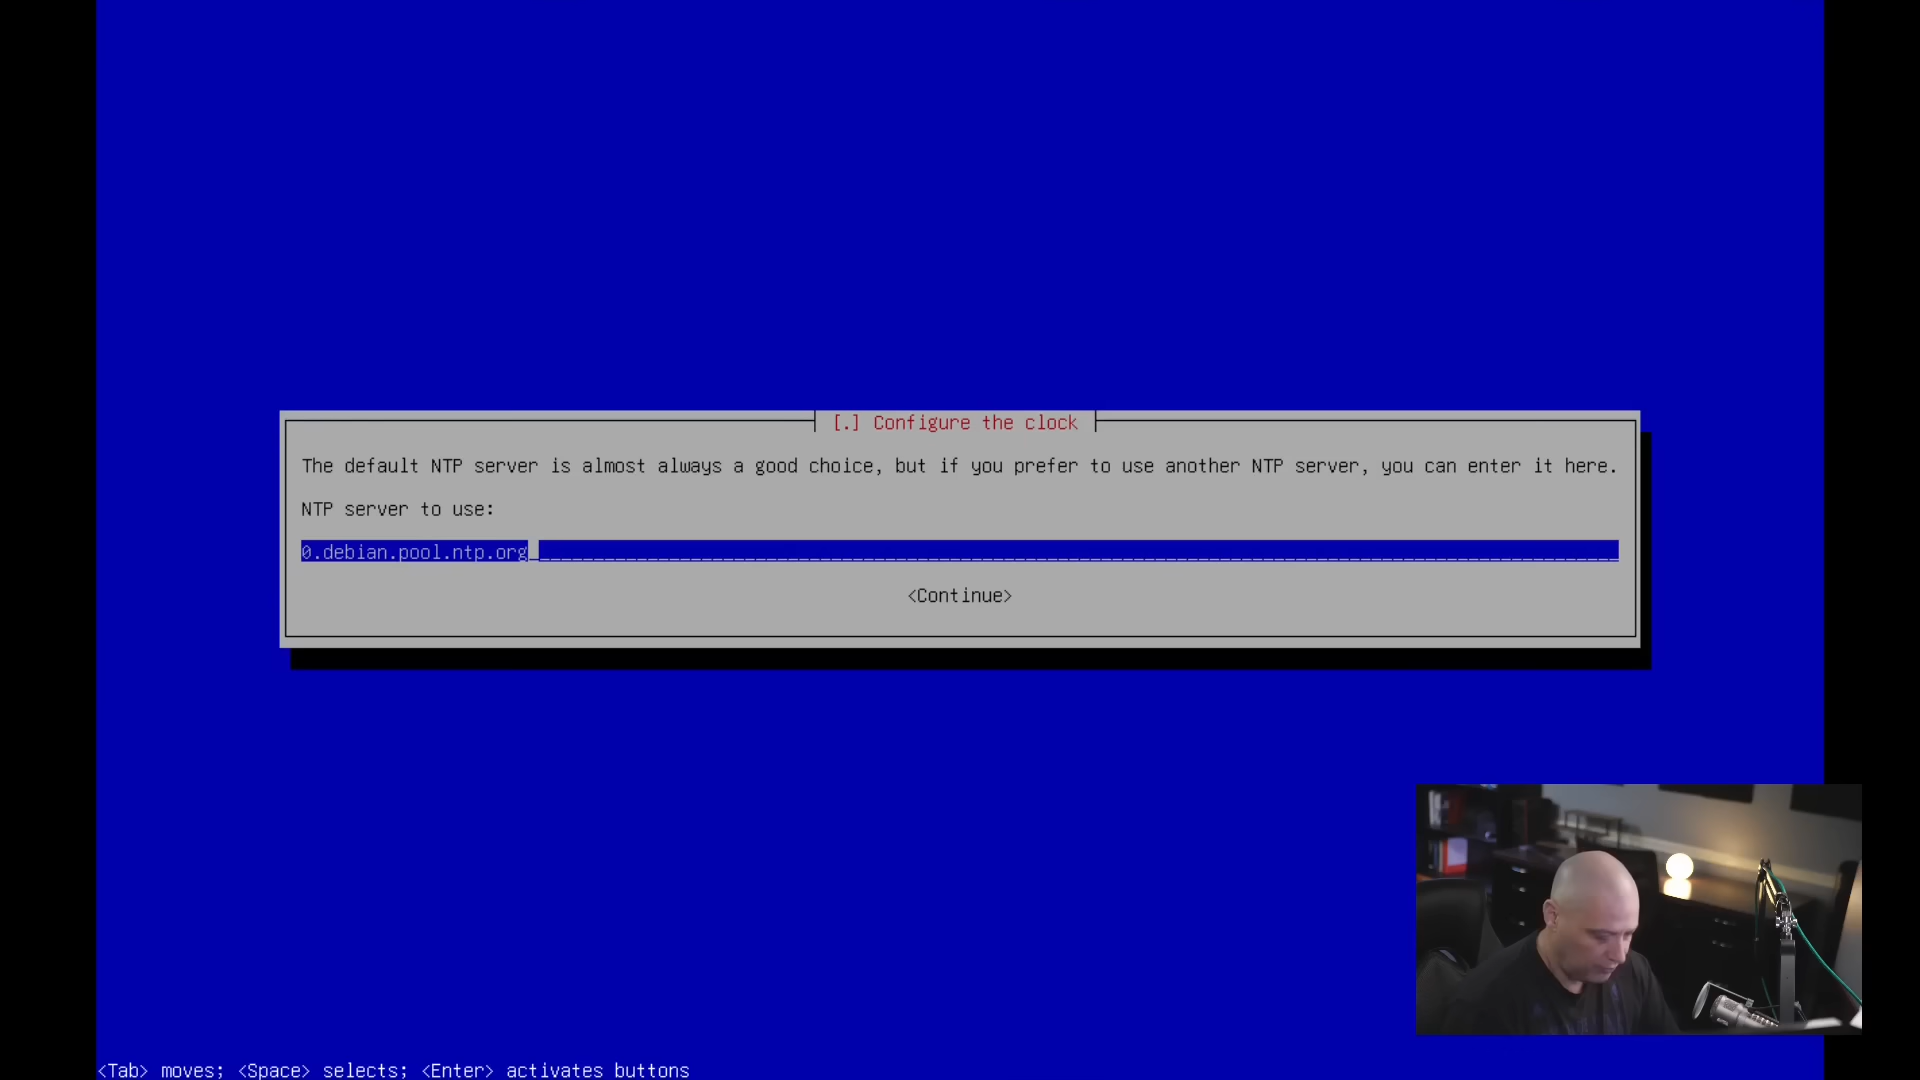 [.] Configure the clock
The default NTP server is almost always a good choice, but if you prefer to use another NTP server, you can enter it here.
NTP server to use:
0.debian.pool.ntp.org
<Continue>
<Tab> moves; <Space> selects; <Enter> activates buttons